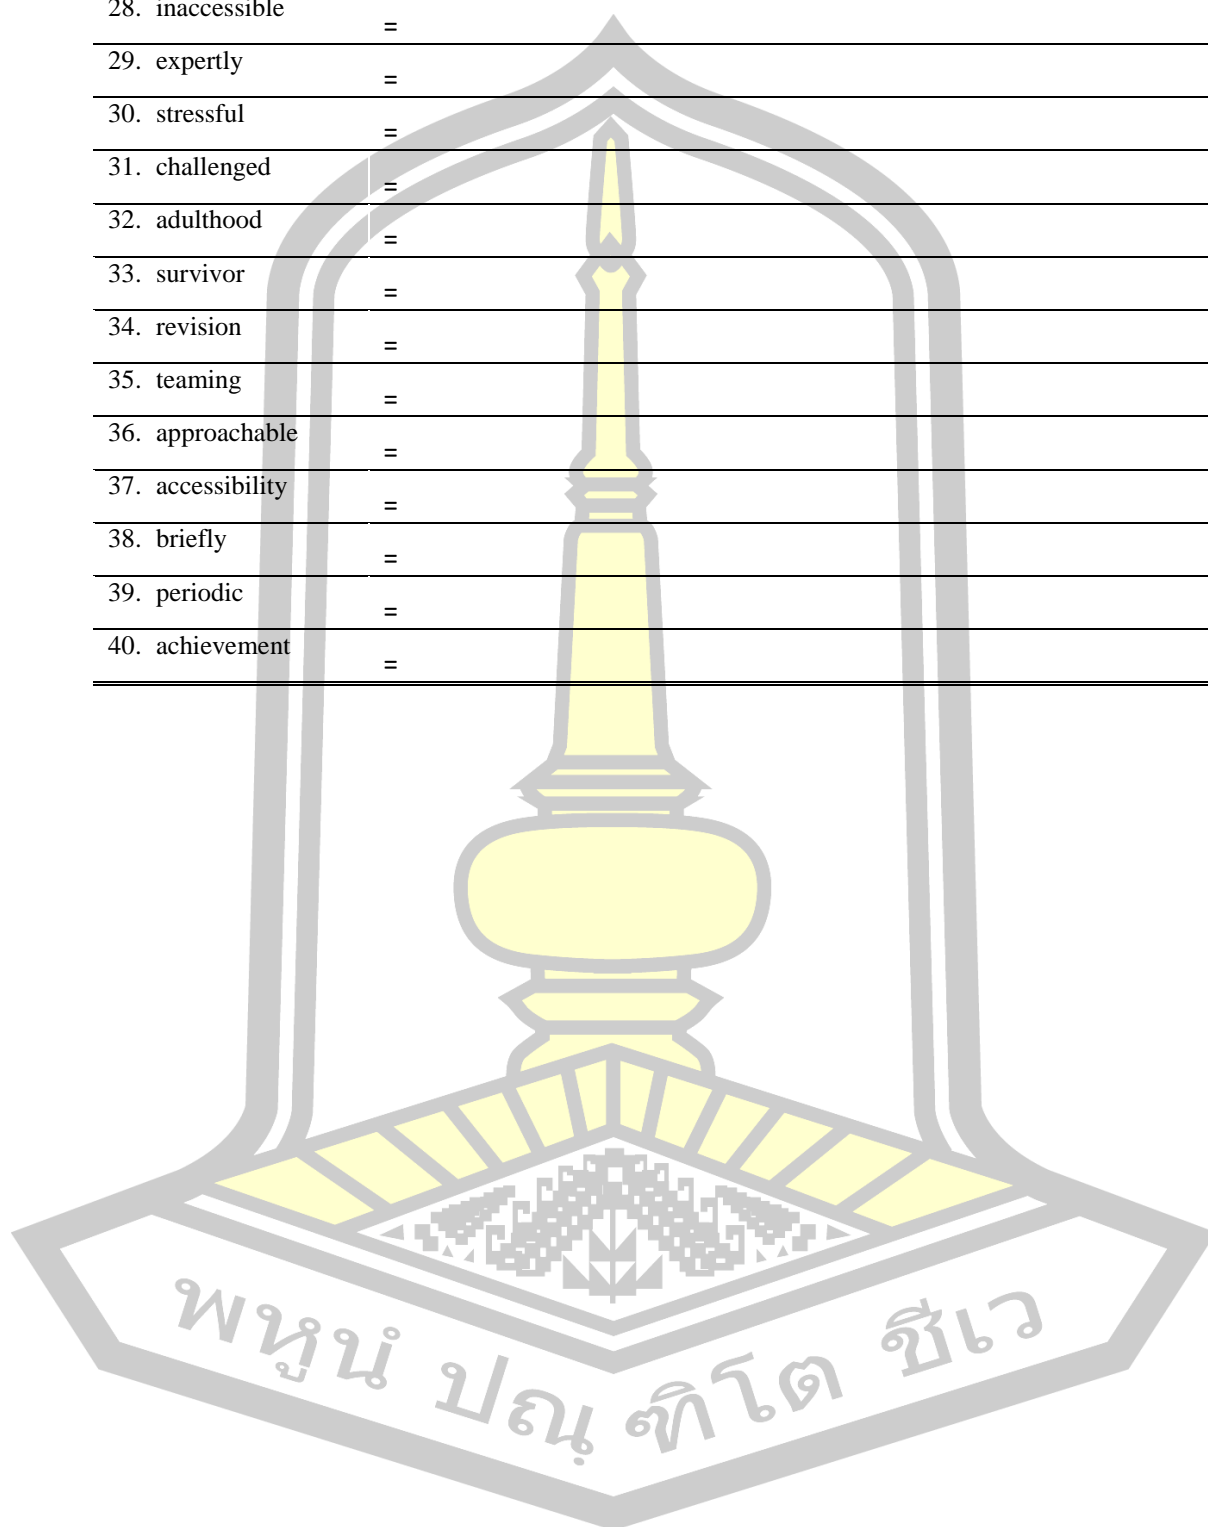 28. inaccessible =
29. expertly =
30. stressful =
31. challenged =
32. adulthood =
33. survivor =
34. revision =
35. teaming =
36. approachable =
37. accessibility =
38. briefly =
39. periodic =
40. achievement =
พหูนํ ปณฺฑิโต ชีเว